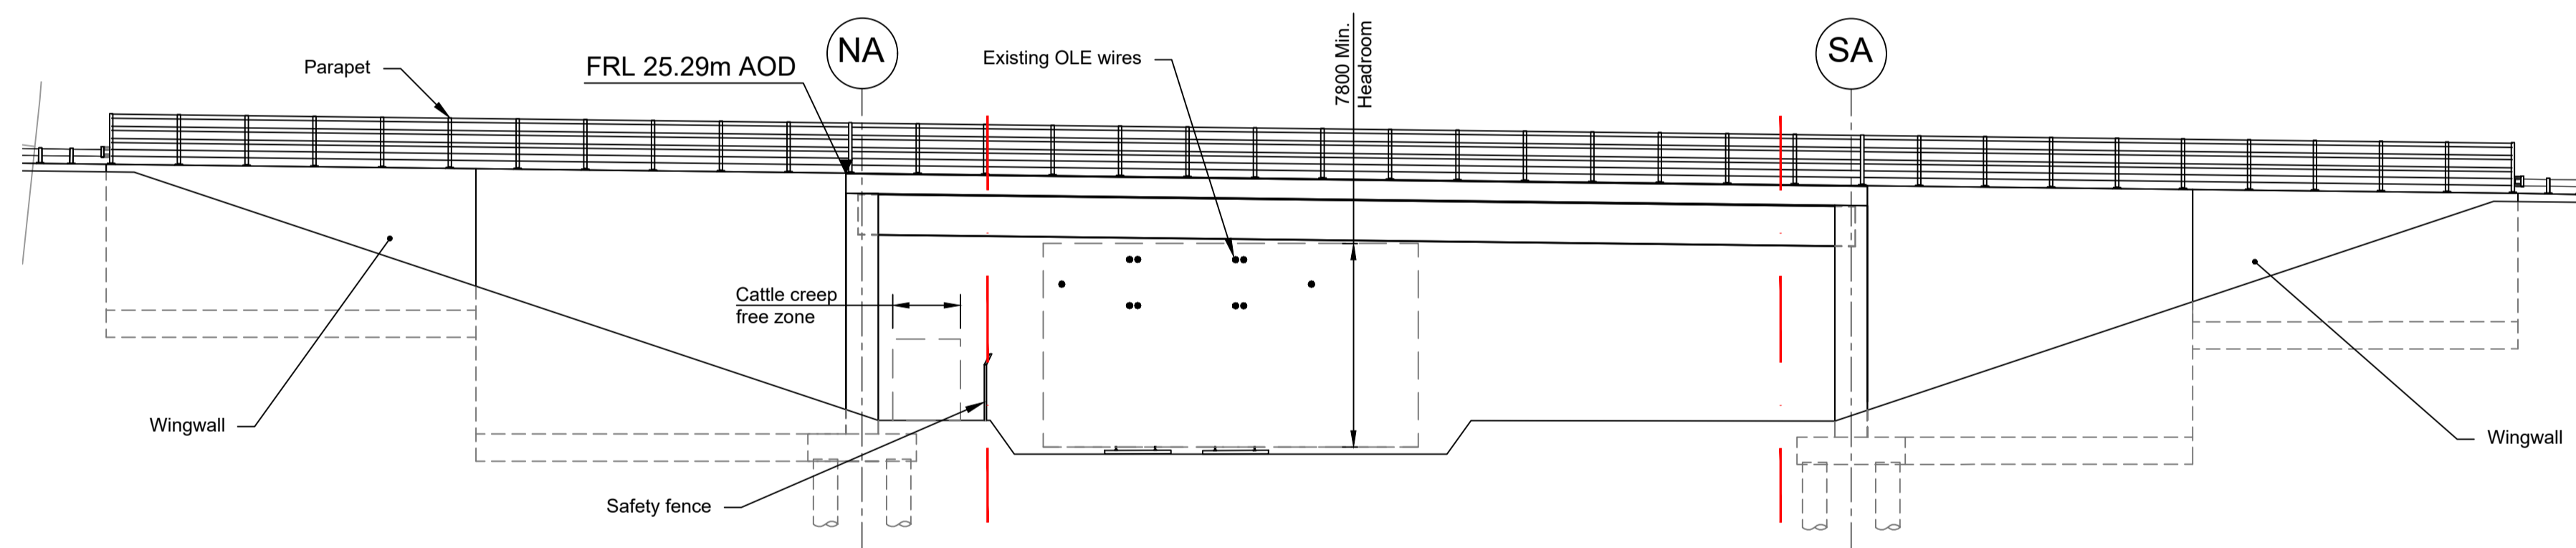 NA
SA
Existing OLE wires
7800 Min.
Headroom
Parapet
FRL 25.29m AOD
Cattle creep
free zone
Wingwall
Wingwall
Safety fence